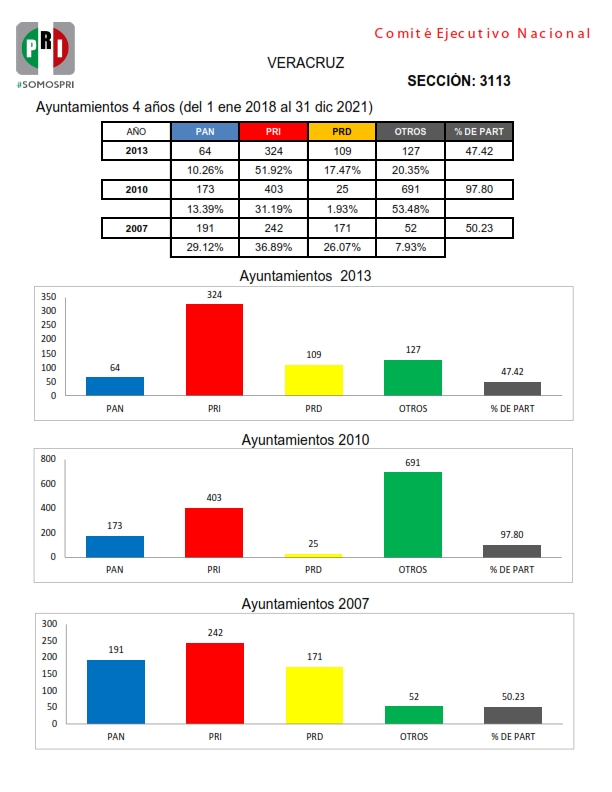 Comité Ejecutivo Nacional
PRI
#SOMOSPRI
VERACRUZ
SECCIÓN: 3113
Ayuntamientos 4 años (del 1 ene 2018 al 31 dic 2021)
AÑO PAN PRI PRD OTROS % DE PART
2013 64 324 109 127 47.42
10.26% 51.92% 17.47% 20.35%
2010 173 403 25 691 97.80
13.39% 31.19% 1.93% 53.48%
2007 191 242 171 52 50.23
29.12% 36.89% 26.07% 7.93%
Ayuntamientos 2013
350
300
250
200
150
100
50
0
64 324 109 127 47.42
PAN PRI PRD OTROS % DE PART
Ayuntamientos 2010
800
600
400
200
0
173 403 25 691 97.80
PAN PRI PRD OTROS % DE PART
Ayuntamientos 2007
300
250
200
150
100
50
0
191 242 171 52 50.23
PAN PRI PRD OTROS % DE PART